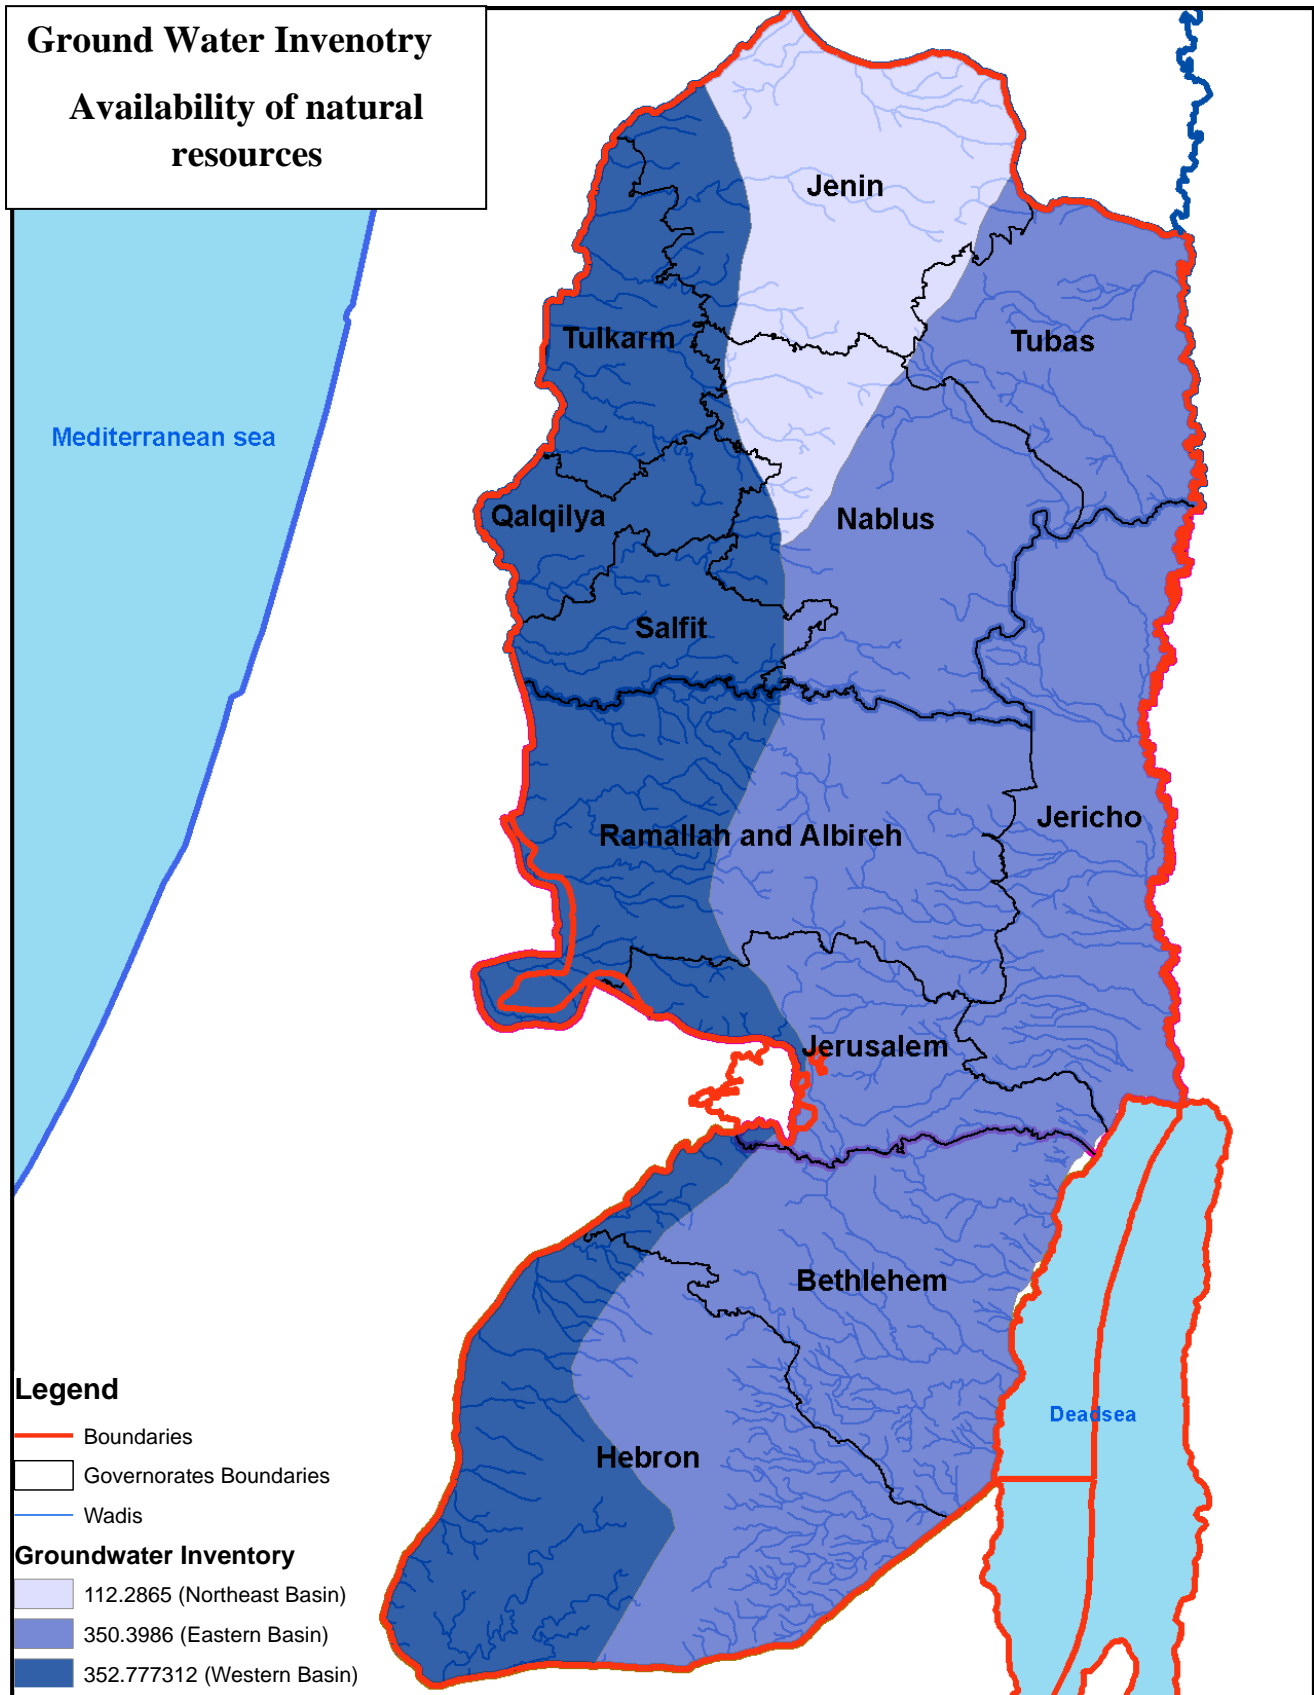 Ground Water Invenotry
Availability of natural
resources
Jenin
Tulkarm
Tubas
Mediterranean sea
Qalqilya
Nablus
Salfit
Jericho
Ramallah and Albireh
Jerusalem
Bethlehem
Legend
Deadsea
Boundaries
Hebron
Governorates Boundaries
Wadis
Groundwater Inventory
112.2865 (Northeast Basin)
350.3986 (Eastern Basin)
352.777312 (Western Basin)